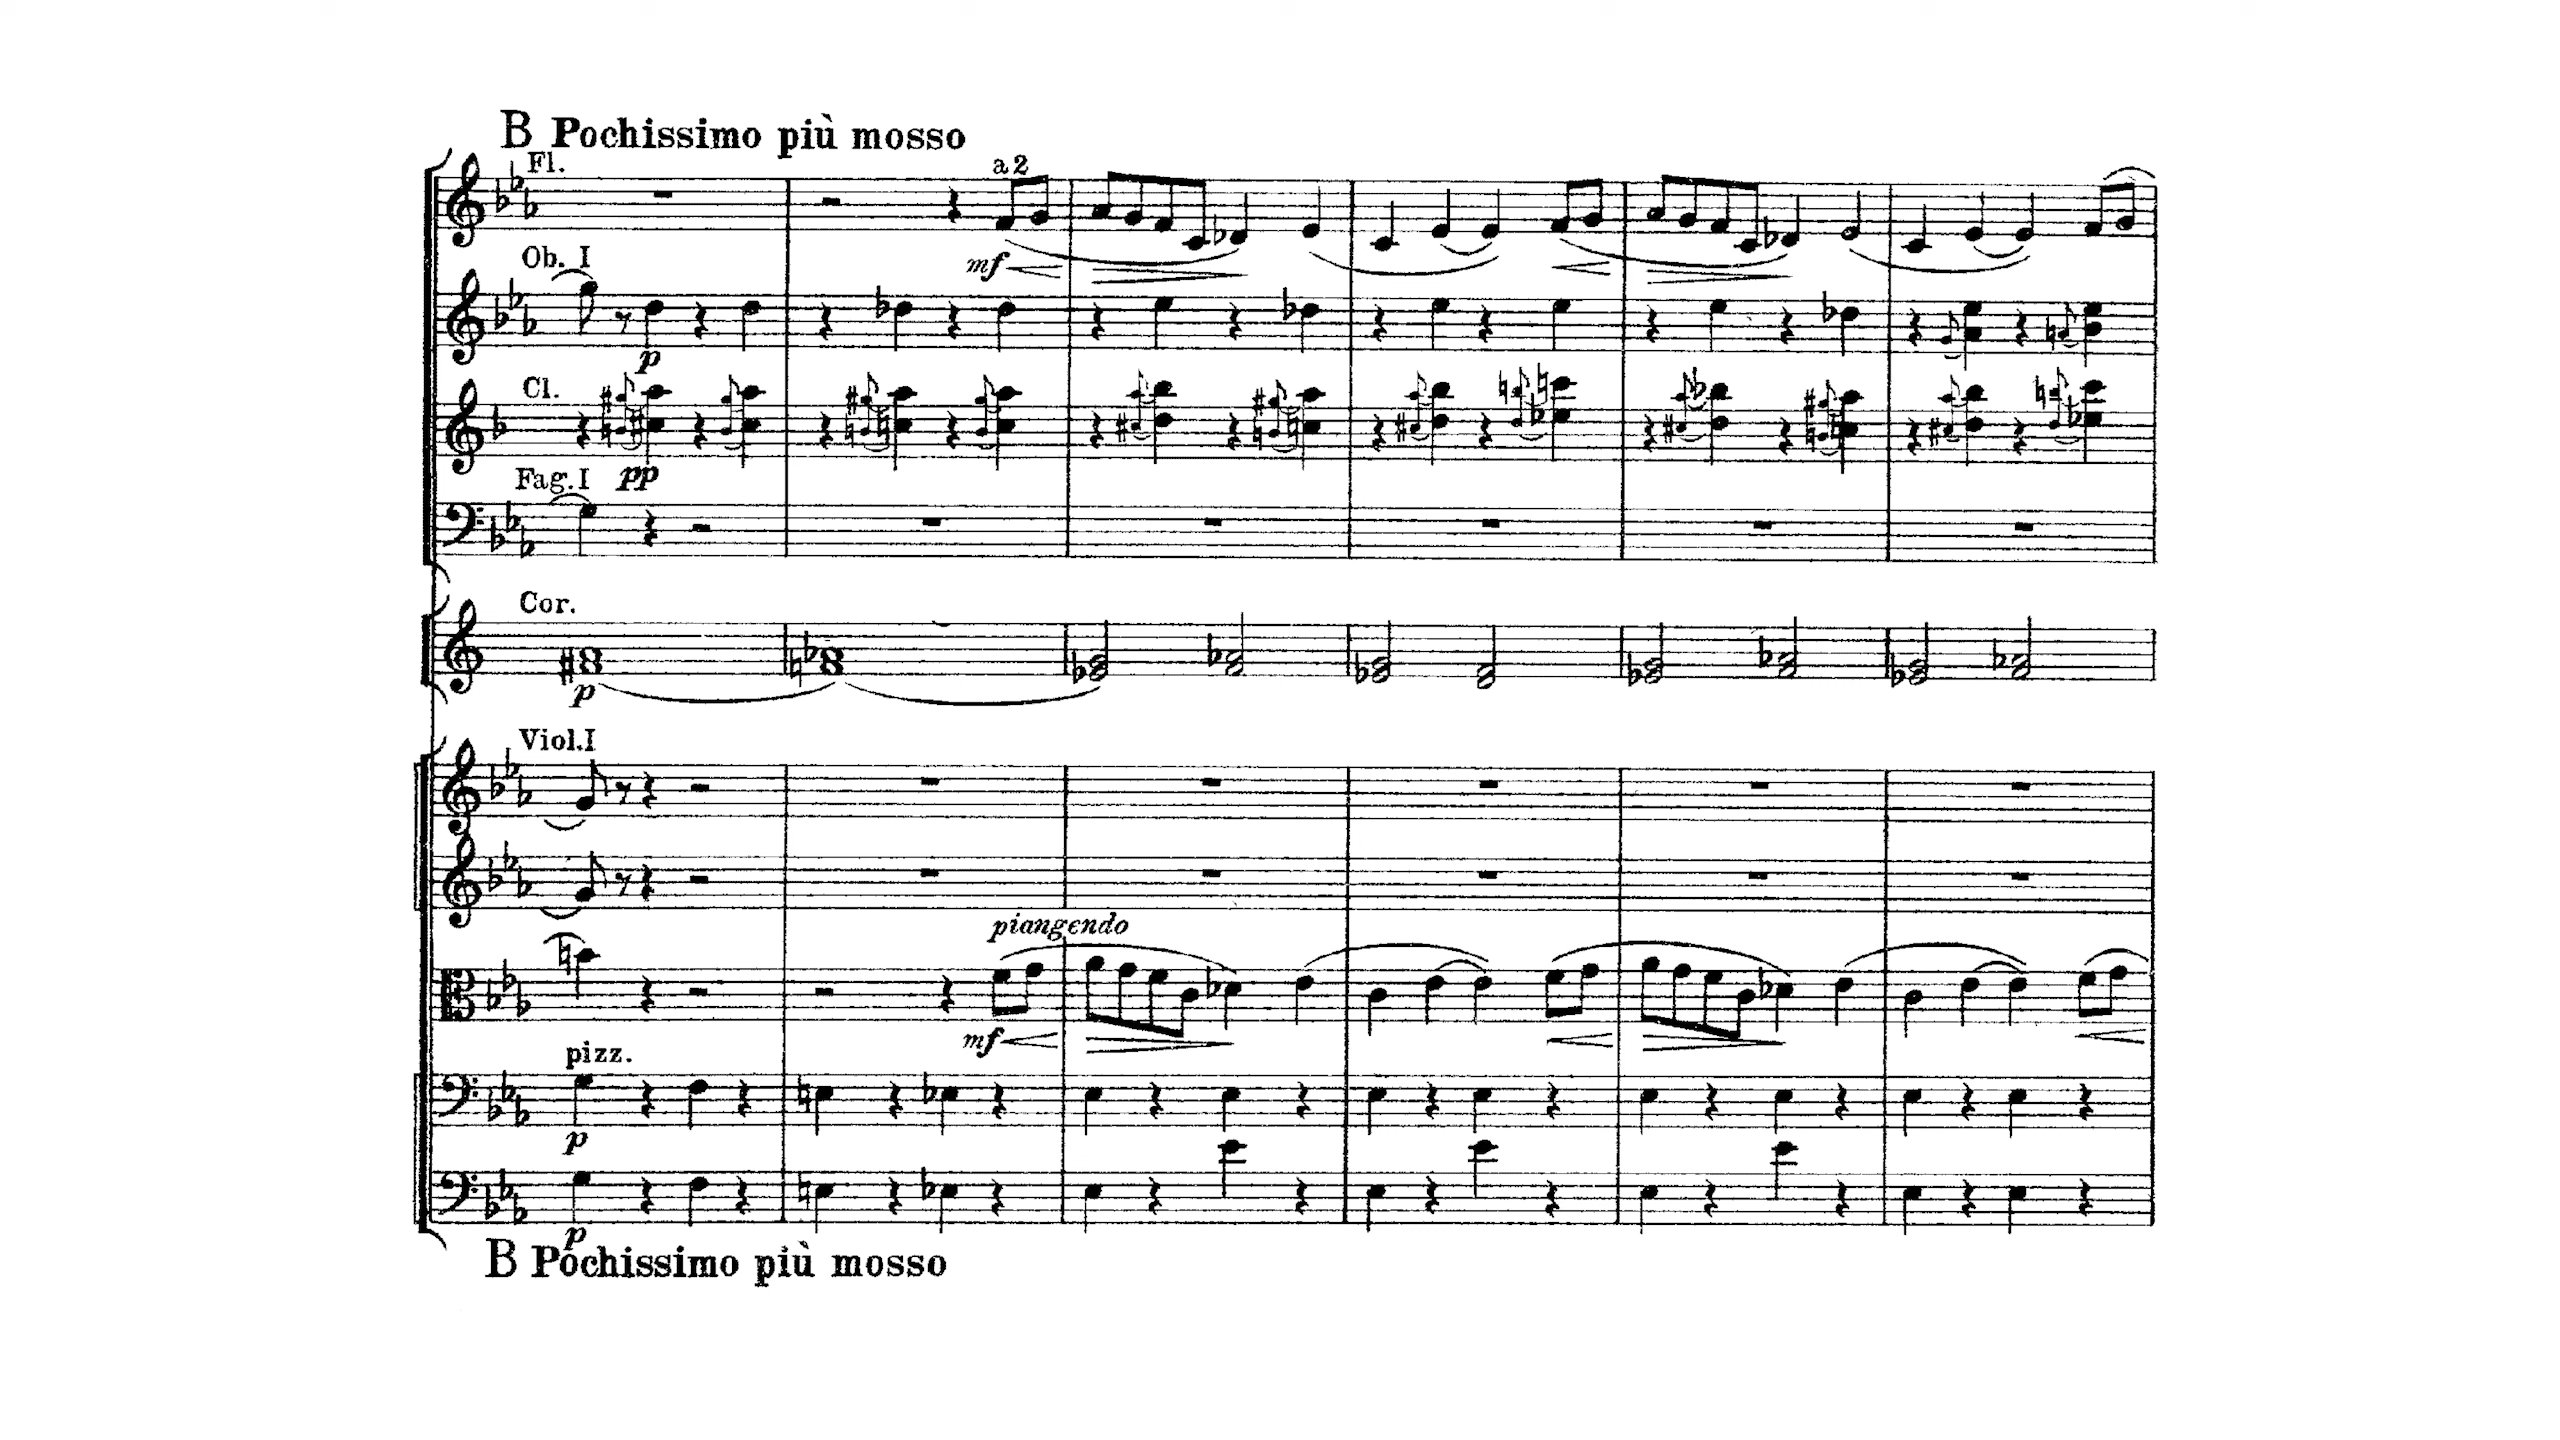 B Pochissimo più mosso
Fl.
a 2
mf
Ob. I
p
Cl.
pp
Fag. I
Cor.
p
Viol. I
piangendo
mf
pizz.
p
p
B Pochissimo più mosso